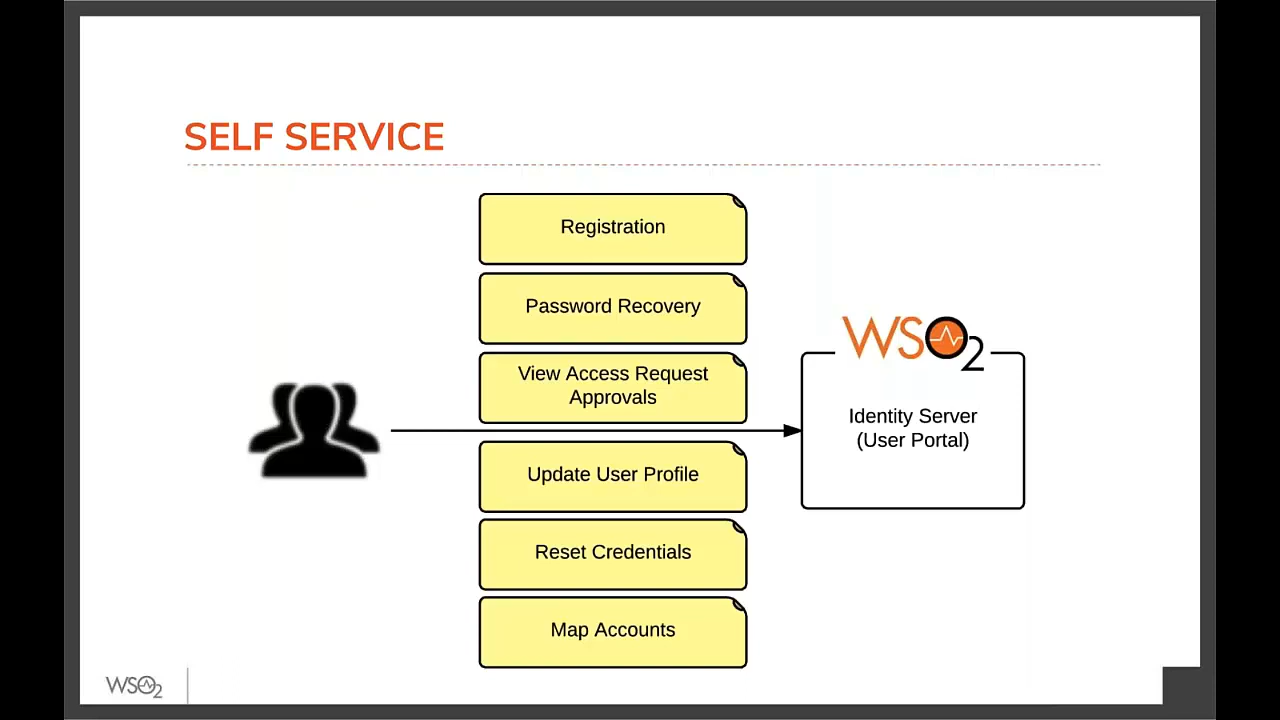 SELF SERVICE
Registration
Password Recovery
View Access Request
Approvals
Update User Profile
Reset Credentials
Map Accounts
WSO2
Identity Server
(User Portal)
WSO2